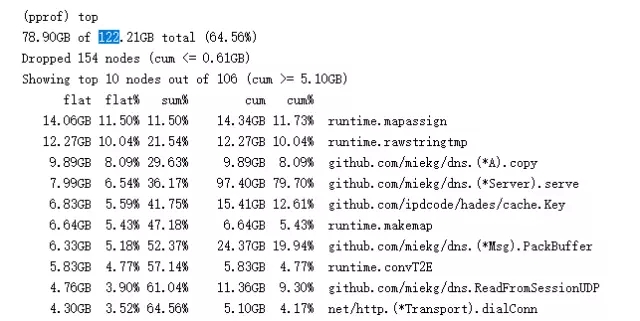 (pprof) top
78.90GB of 122.21GB total (64.56%)
Dropped 154 nodes (cum <= 0.61GB)
Showing top 10 nodes out of 106 (cum >= 5.10GB)
flat flat% sum% cum cum%
14.06GB 11.50% 11.50% 14.34GB 11.73% runtime.mapassign
12.27GB 10.04% 21.54% 12.27GB 10.04% runtime.rawstringtmp
9.89GB 8.09% 29.63% 9.89GB 8.09% github.com/miekg/dns.(*A).copy
7.99GB 6.54% 36.17% 97.40GB 79.70% github.com/miekg/dns.(*Server).serve
6.83GB 5.59% 41.75% 15.41GB 12.61% github.com/ipdcode/hades/cache.Key
6.64GB 5.43% 47.18% 6.64GB 5.43% runtime.makemap
6.33GB 5.18% 52.37% 24.37GB 19.94% github.com/miekg/dns.(*Msg).PackBuffer
5.83GB 4.77% 57.14% 5.83GB 4.77% runtime.convT2E
4.76GB 3.90% 61.04% 11.36GB 9.30% github.com/miekg/dns.ReadFromSessionUDP
4.30GB 3.52% 64.56% 5.10GB 4.17% net/http.(*Transport).dialConn